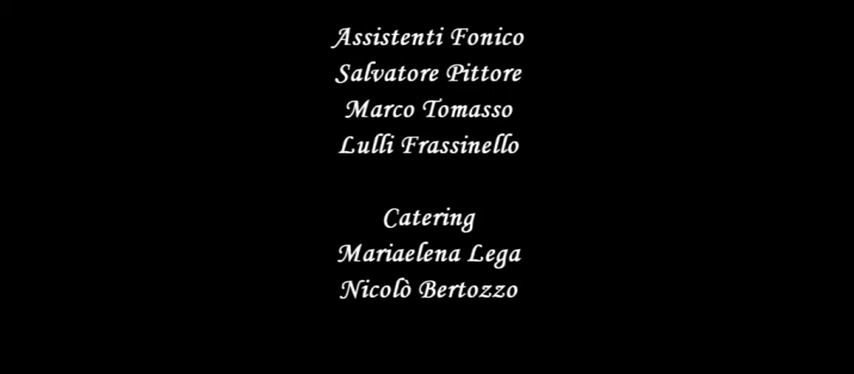 Assistenti Fonico
Salvatore Pittore
Marco Tomasso
Lulli Frassinello
Catering
Mariaelena Lega
Nicolò Bertozzo